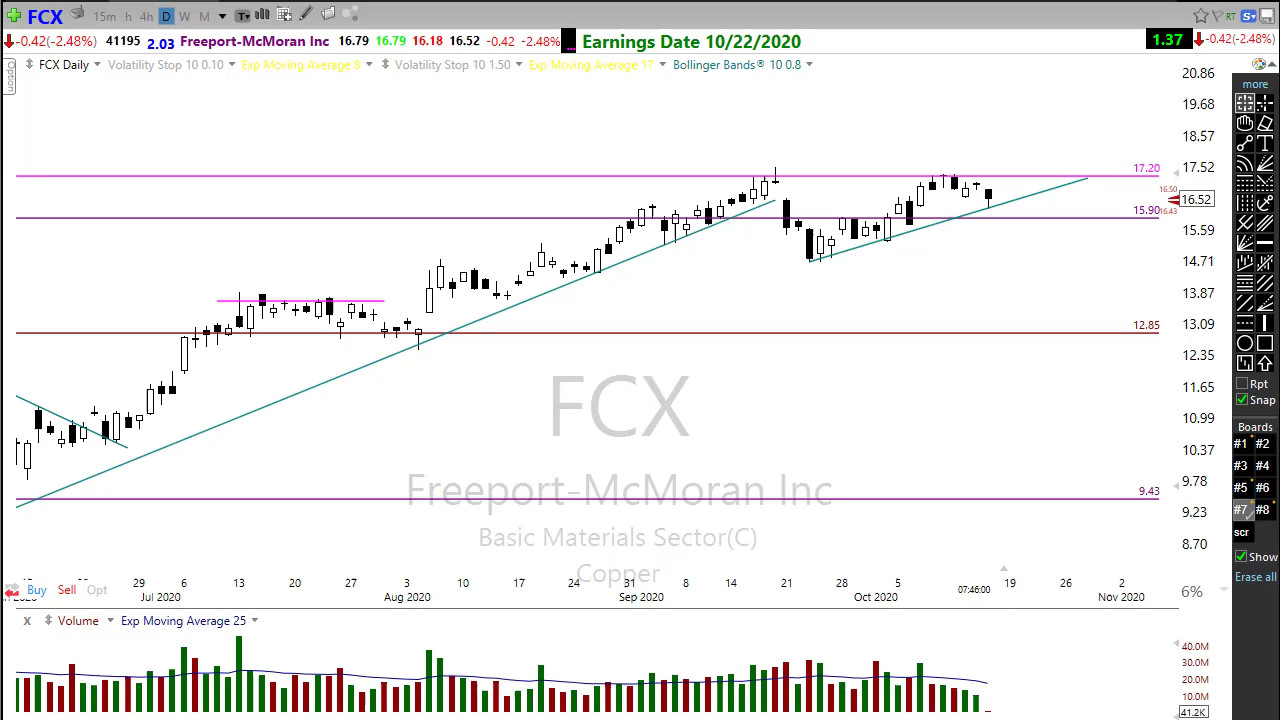 FCX 15m h 4h D W M T RT S
-0.42(-2.48%) 41195 2.03 Freeport-McMoran Inc 16.79 16.79 16.18 16.52 -0.42 -2.48% Earnings Date 10/22/2020 1.37 -0.42(-2.48%)
Option
FCX Daily Volatility Stop 10 0.10 Exp Moving Average 8 Volatility Stop 10 1.50 Exp Moving Average 17 Bollinger Bands® 10 0.8
20.86
19.68
18.57
17.52
17.20
16.50
16.52
16.43
15.90
15.59
14.71
13.87
13.09
12.85
12.35
11.65
10.99
10.37
9.78
9.43
9.23
8.70
FCX
Freeport-McMoran Inc
Basic Materials Sector(C)
Copper
more
T
Rpt
Snap
Boards
#1 #2
#3 #4
#5 #6
#7 #8
scr
Show
Erase all
29 6 13 20 27 3 10 17 24 31 8 14 21 28 5 07:46:00 19 26 2
Buy Sell Opt
6%
Jul 2020 Aug 2020 Sep 2020 Oct 2020 Nov 2020
X Volume Exp Moving Average 25
40.0M
30.0M
20.0M
10.0M
41.2K